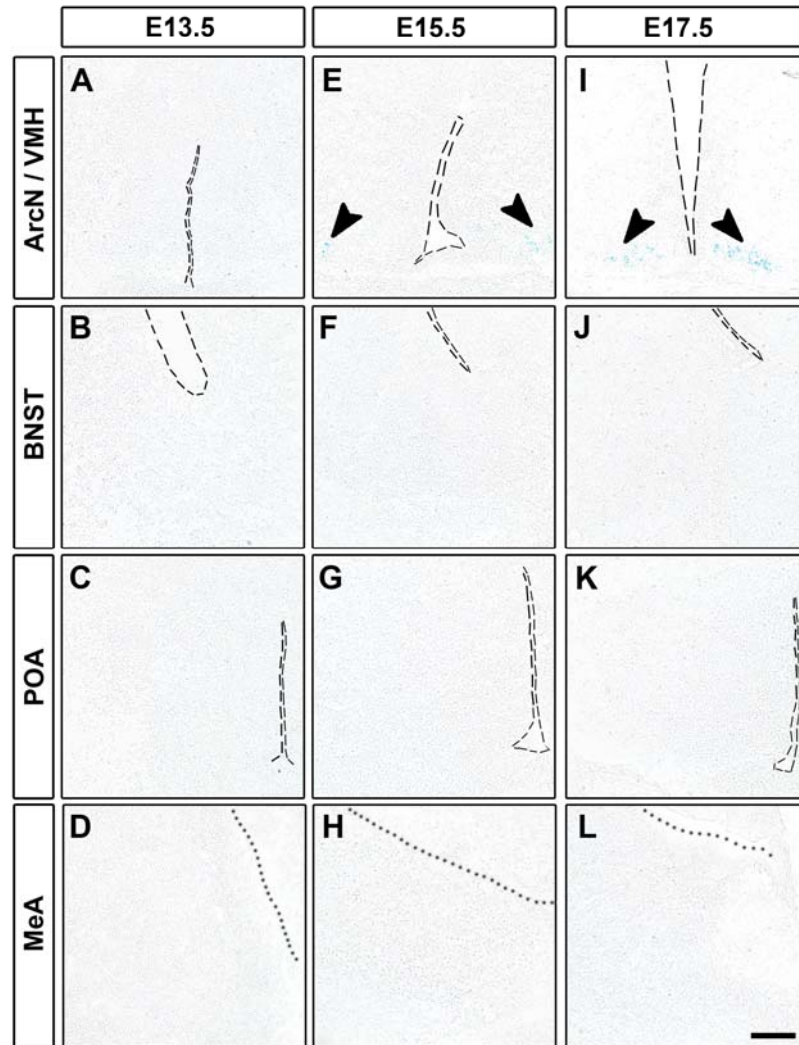 E13.5 E15.5 E17.5
ArcN / VMH
A E I
BNST
B F J
POA
C G K
MeA
D H L